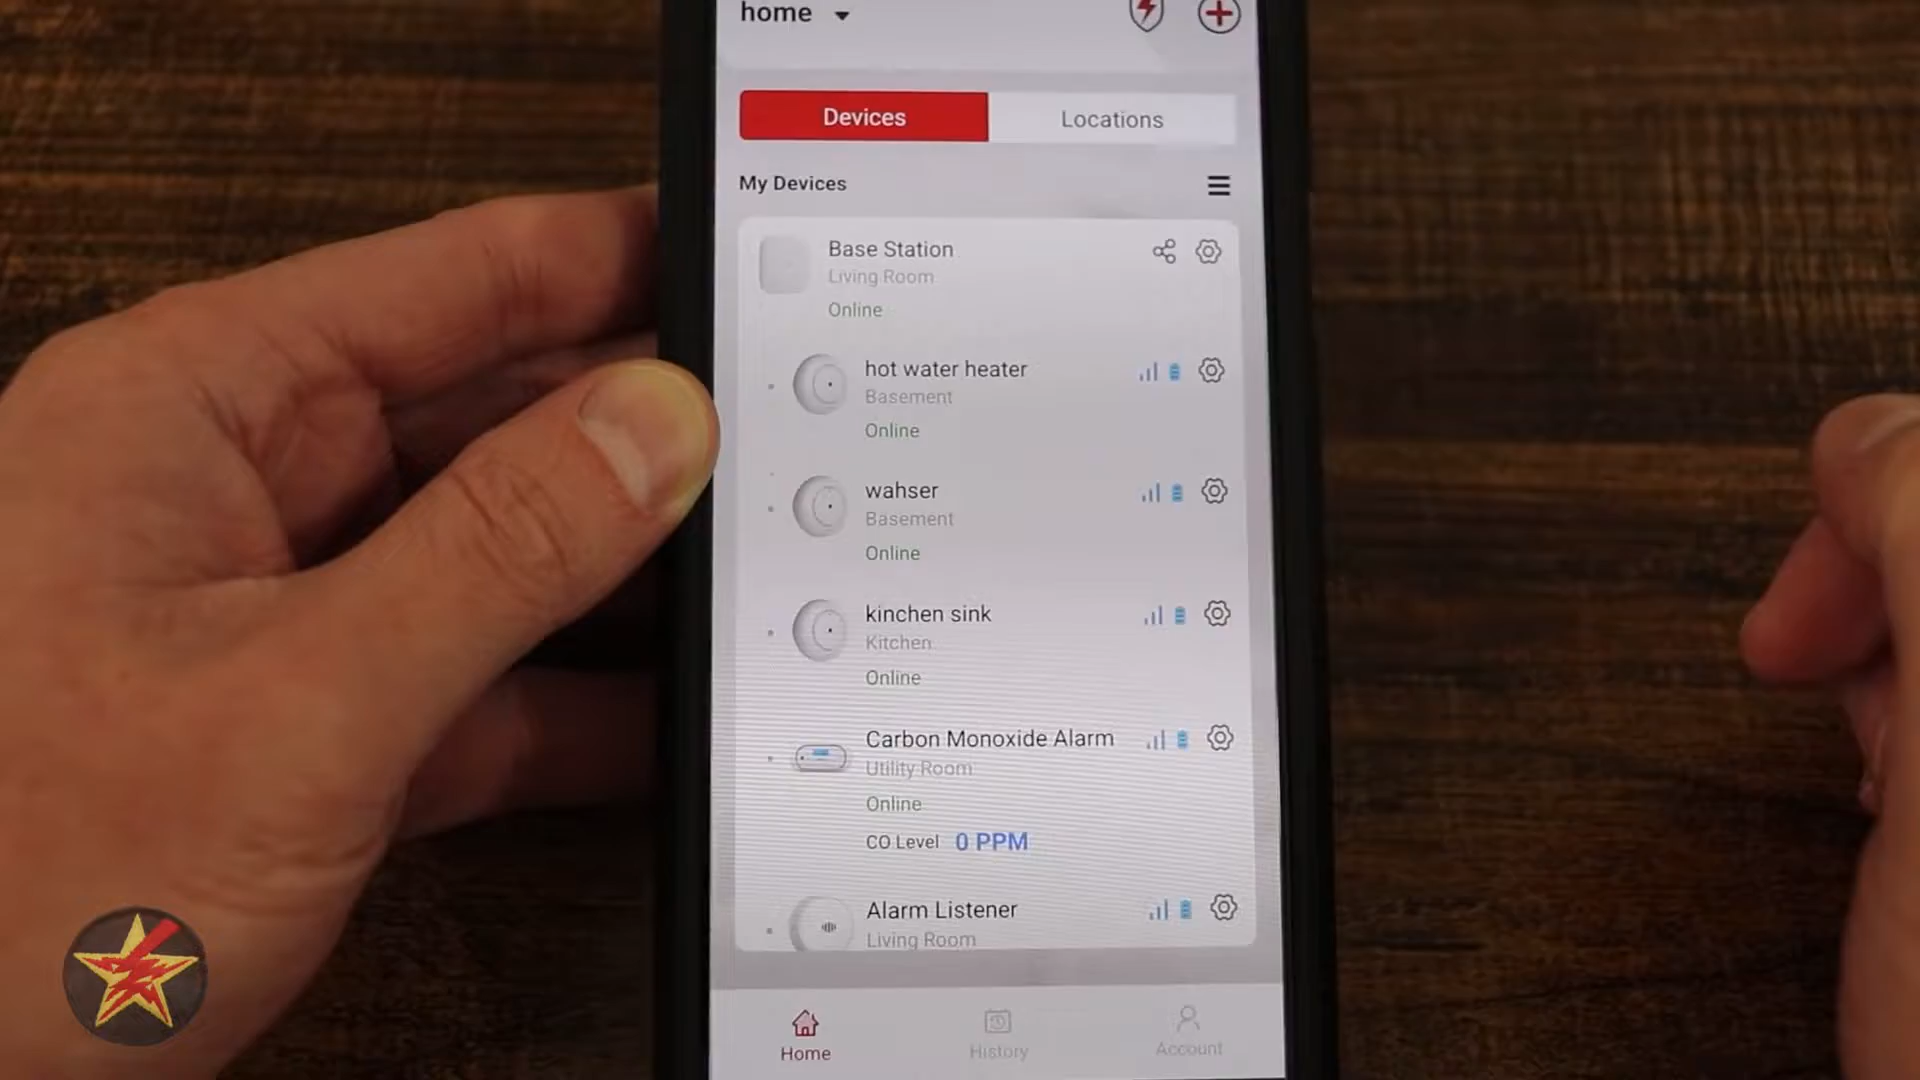 home
Devices
Locations
My Devices
Base Station
Living Room
Online
hot water heater
Basement
Online
wahser
Basement
Online
kinchen sink
Kitchen
Online
Carbon Monoxide Alarm
Utility Room
Online
CO Level 0 PPM
Alarm Listener
Living Room
Home
History
Account